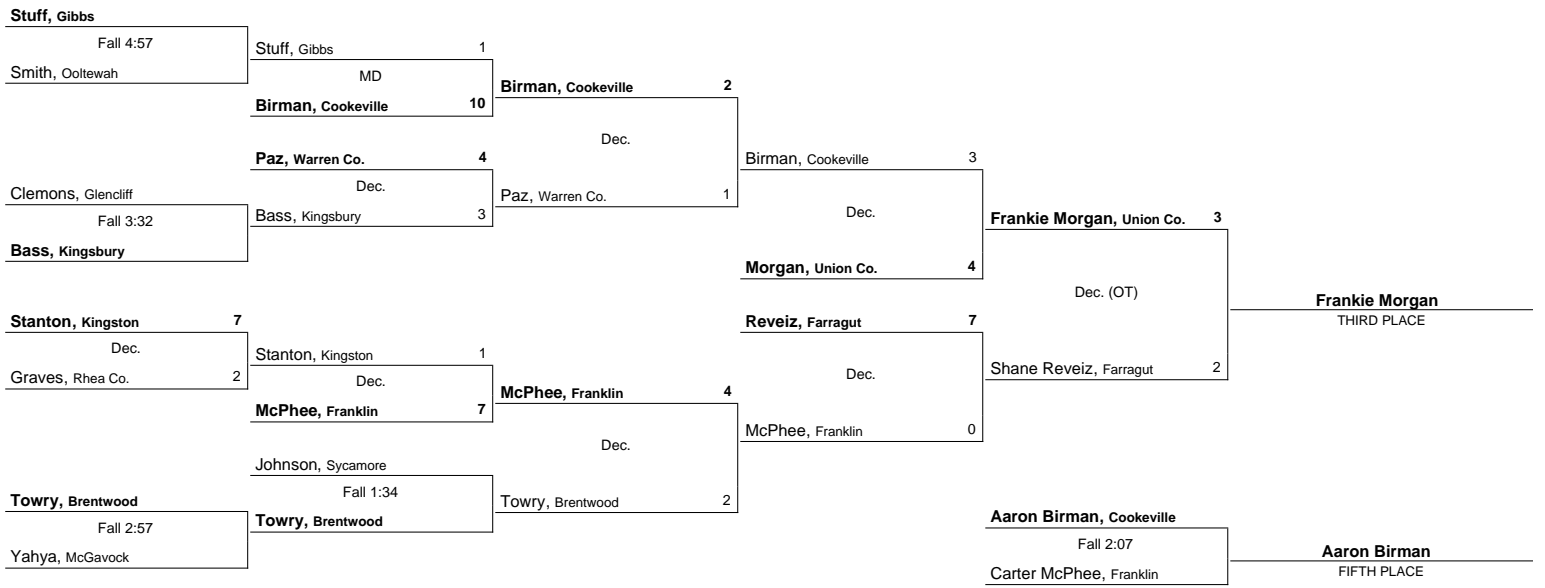 Stuff, Gibbs
Fall 4:57
Smith, Ooltewah
Clemons, Glencliff
Fall 3:32
Bass, Kingsbury
Stanton, Kingston 7
Dec.
Graves, Rhea Co. 2
Towry, Brentwood
Fall 2:57
Yahya, McGavock
Stuff, Gibbs 1
MD
Birman, Cookeville 10
Paz, Warren Co. 4
Dec.
Bass, Kingsbury 3
Stanton, Kingston 1
Dec.
McPhee, Franklin 7
Johnson, Sycamore
Fall 1:34
Towry, Brentwood
Birman, Cookeville 2
Dec.
Paz, Warren Co. 1
McPhee, Franklin 4
Dec.
Towry, Brentwood 2
Birman, Cookeville 3
Dec.
Morgan, Union Co. 4
Reveiz, Farragut 7
Dec.
McPhee, Franklin 0
Frankie Morgan, Union Co. 3
Dec. (OT)
Shane Reveiz, Farragut 2
Aaron Birman, Cookeville
Fall 2:07
Carter McPhee, Franklin
Frankie Morgan
THIRD PLACE
Aaron Birman
FIFTH PLACE